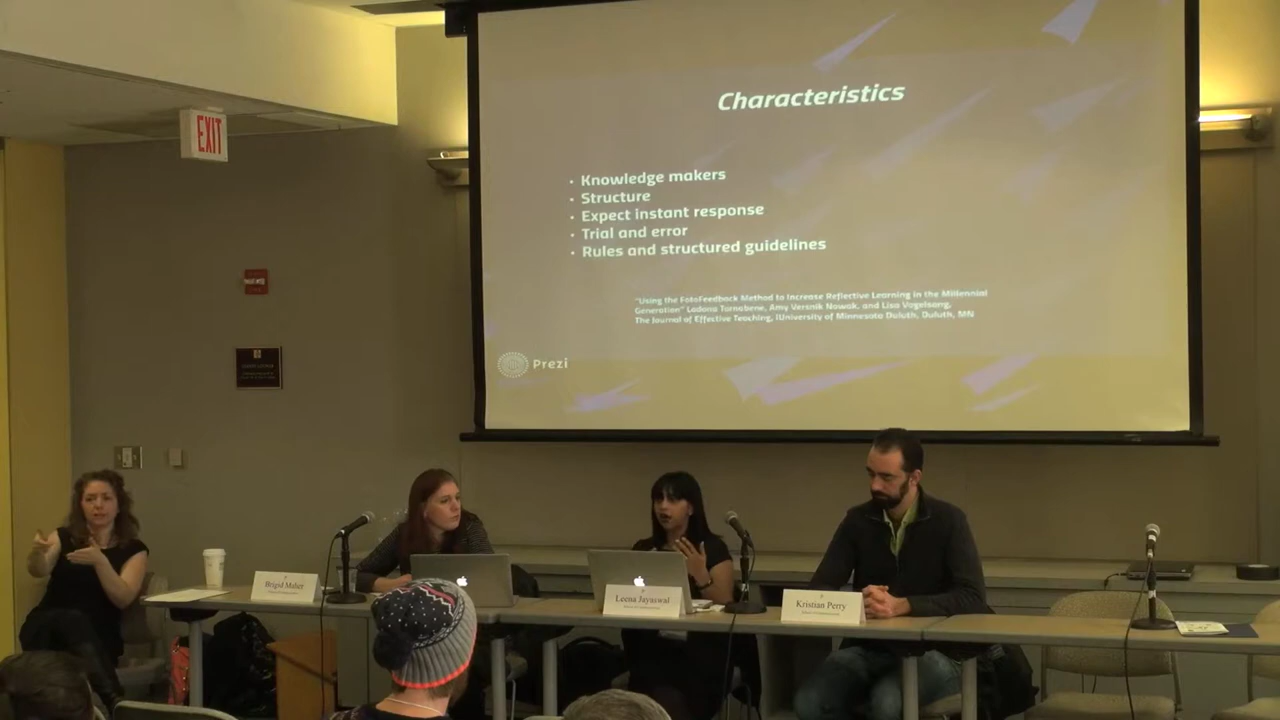 Characteristics
EXIT
• Knowledge makers
• Structure
• Expect instant response
• Trial and error
• Rules and structured guidelines
"Using the FotoFeedback Method to Increase Reflective Learning in the Millennial
Generation" Ladona Tornabene, Amy Versnik Nowak, and Lisa Vogelsang,
The Journal of Effective Teaching, IUniversity of Minnesota Duluth, Duluth, MN
Prezi
Brigid Maher
Leena Jayaswal
Kristian Perry